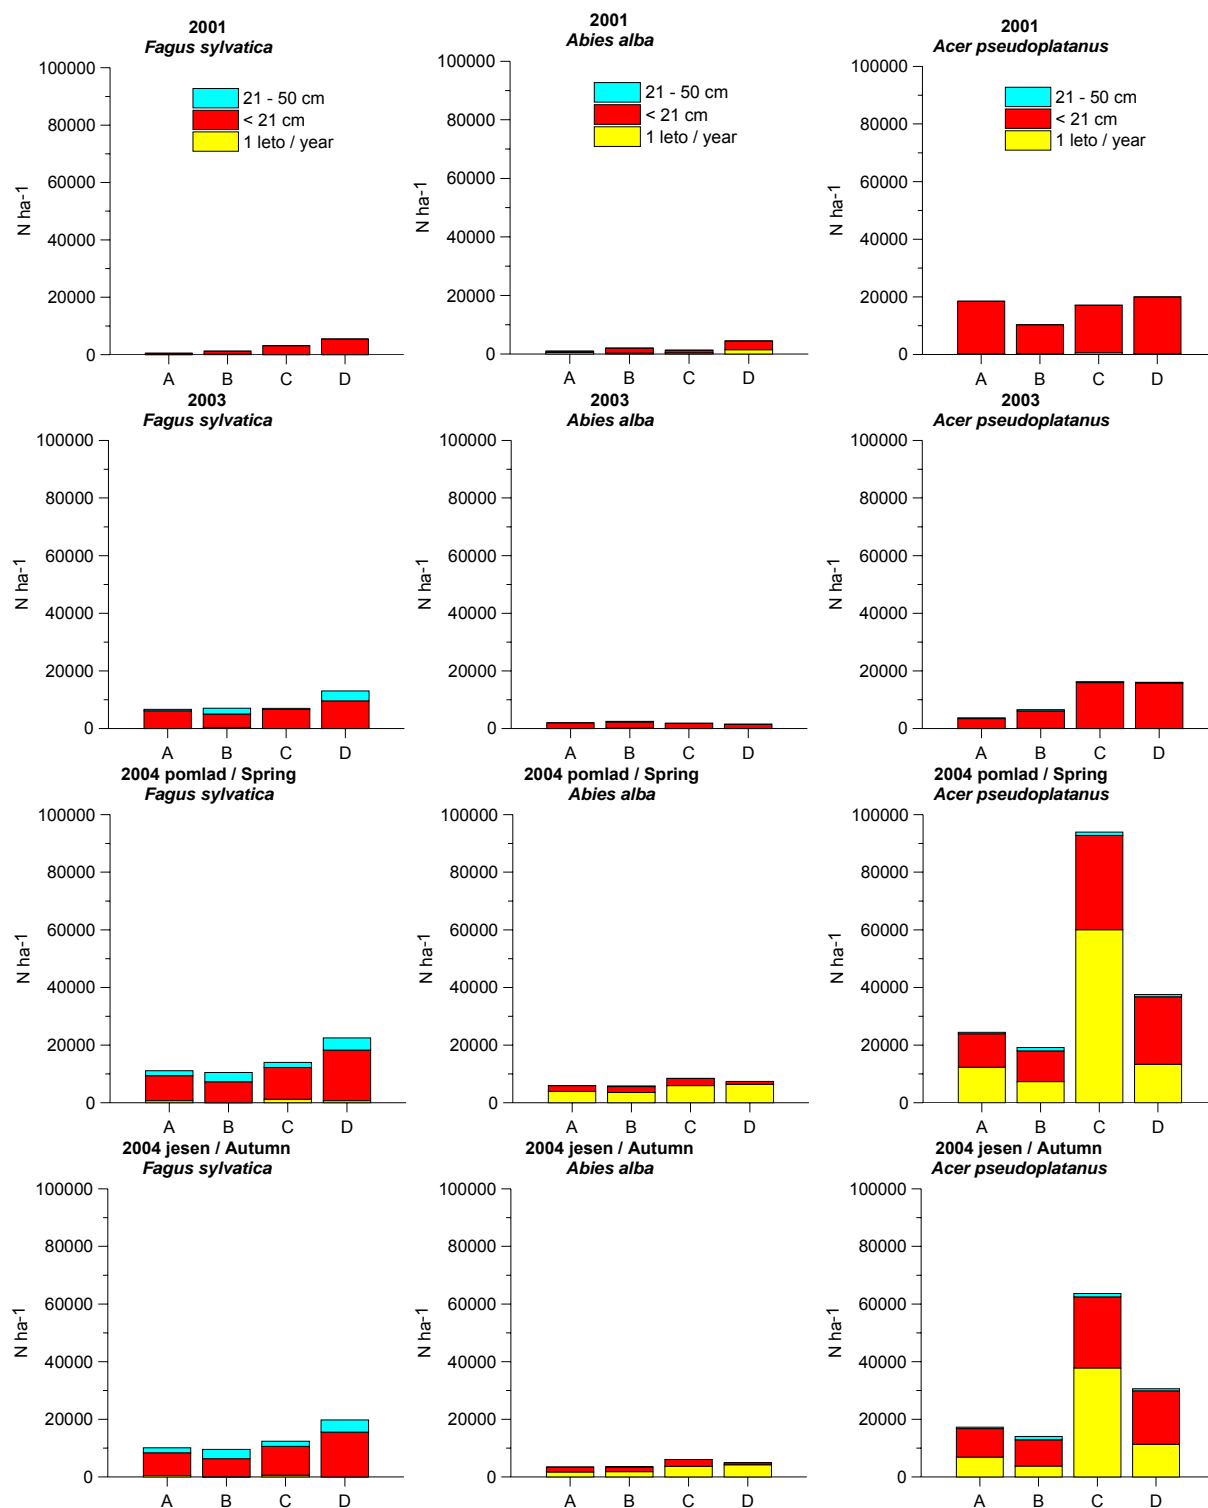 2001
Fagus sylvatica
100000
80000
60000
40000
20000
0
N ha-1
21 - 50 cm
< 21 cm
1 leto / year
A B C D
2001
Abies alba
100000
80000
60000
40000
20000
0
N ha-1
21 - 50 cm
< 21 cm
1 leto / year
A B C D
2001
Acer pseudoplatanus
100000
80000
60000
40000
20000
0
N ha-1
21 - 50 cm
< 21 cm
1 leto / year
A B C D
2003
Fagus sylvatica
100000
80000
60000
40000
20000
0
N ha-1
A B C D
2003
Abies alba
100000
80000
60000
40000
20000
0
N ha-1
A B C D
2003
Acer pseudoplatanus
100000
80000
60000
40000
20000
0
N ha-1
A B C D
2004 pomlad / Spring
Fagus sylvatica
100000
80000
60000
40000
20000
0
N ha-1
A B C D
2004 pomlad / Spring
Abies alba
100000
80000
60000
40000
20000
0
N ha-1
A B C D
2004 pomlad / Spring
Acer pseudoplatanus
100000
80000
60000
40000
20000
0
N ha-1
A B C D
2004 jesen / Autumn
Fagus sylvatica
100000
80000
60000
40000
20000
0
N ha-1
A B C D
2004 jesen / Autumn
Abies alba
100000
80000
60000
40000
20000
0
N ha-1
A B C D
2004 jesen / Autumn
Acer pseudoplatanus
100000
80000
60000
40000
20000
0
N ha-1
A B C D